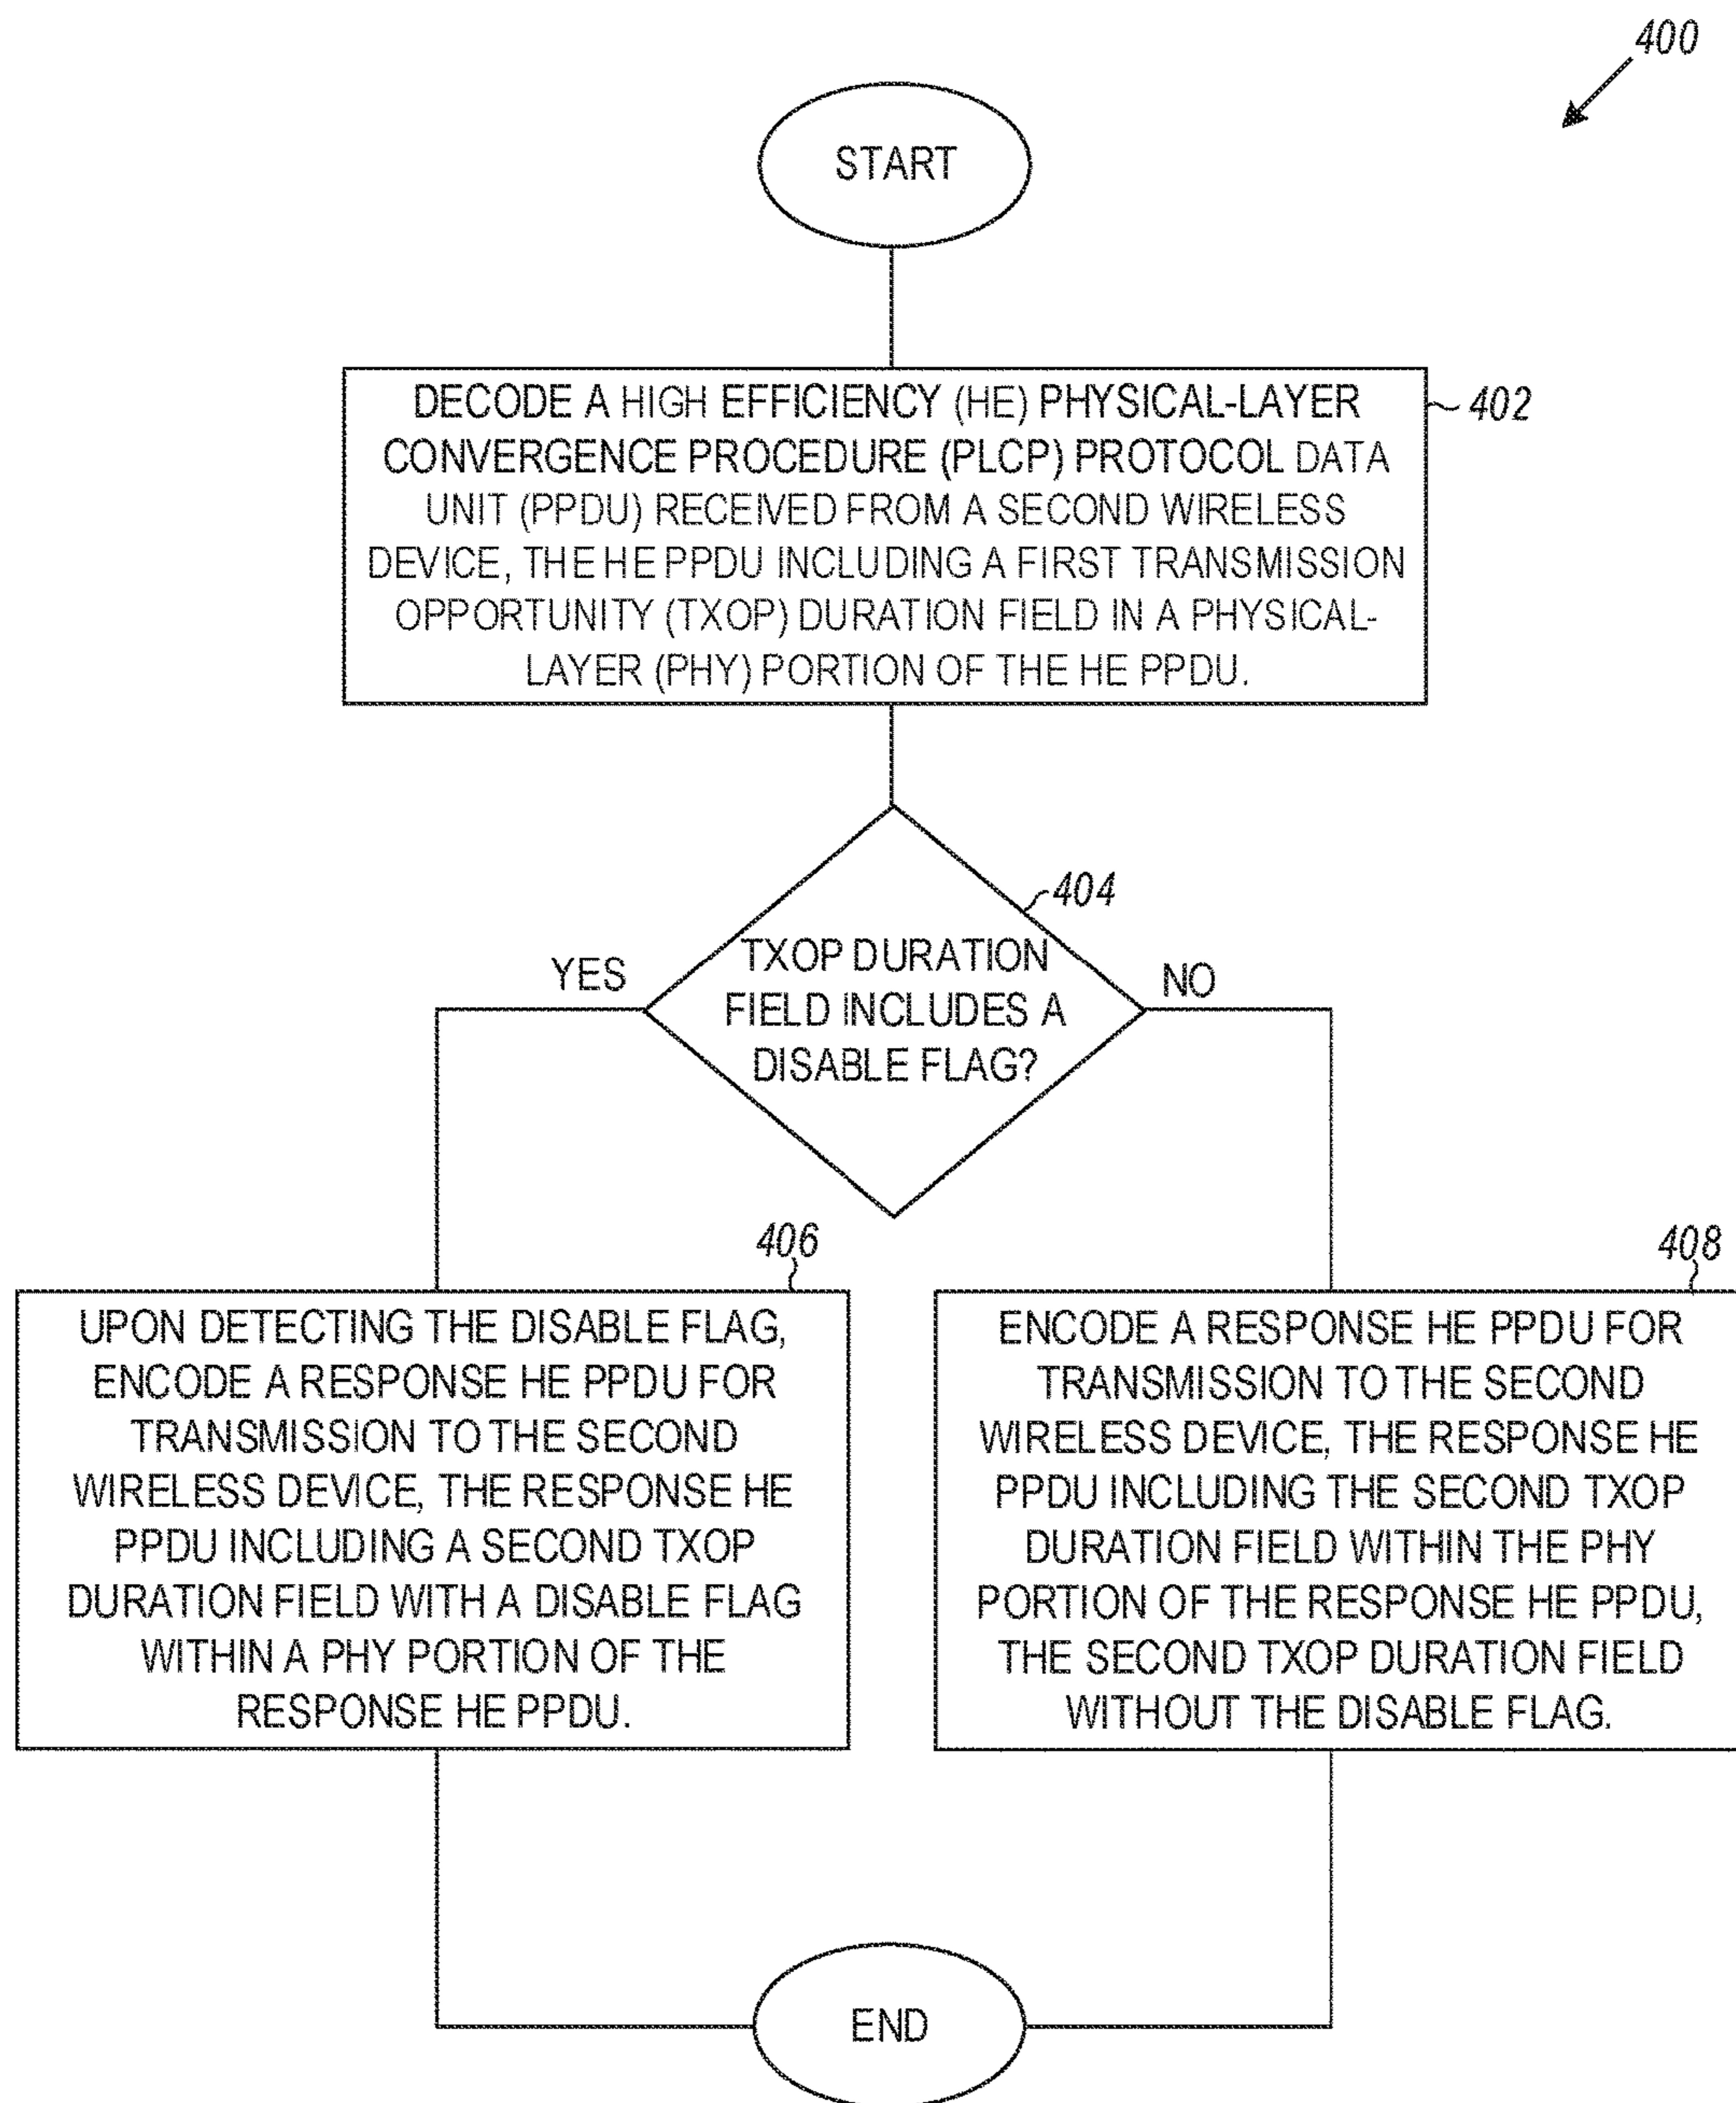 400
START
DECODE A HIGH EFFICIENCY (HE) PHYSICAL-LAYER
CONVERGENCE PROCEDURE (PLCP) PROTOCOL DATA
UNIT (PPDU) RECEIVED FROM A SECOND WIRELESS
DEVICE, THE HE PPDU INCLUDING A FIRST TRANSMISSION
OPPORTUNITY (TXOP) DURATION FIELD IN A PHYSICAL-
LAYER (PHY) PORTION OF THE HE PPDU.
402
404
TXOP DURATION
FIELD INCLUDES A
DISABLE FLAG?
YES
NO
406
UPON DETECTING THE DISABLE FLAG,
ENCODE A RESPONSE HE PPDU FOR
TRANSMISSION TO THE SECOND
WIRELESS DEVICE, THE RESPONSE HE
PPDU INCLUDING A SECOND TXOP
DURATION FIELD WITH A DISABLE FLAG
WITHIN A PHY PORTION OF THE
RESPONSE HE PPDU.
408
ENCODE A RESPONSE HE PPDU FOR
TRANSMISSION TO THE SECOND
WIRELESS DEVICE, THE RESPONSE HE
PPDU INCLUDING THE SECOND TXOP
DURATION FIELD WITHIN THE PHY
PORTION OF THE RESPONSE HE PPDU,
THE SECOND TXOP DURATION FIELD
WITHOUT THE DISABLE FLAG.
END